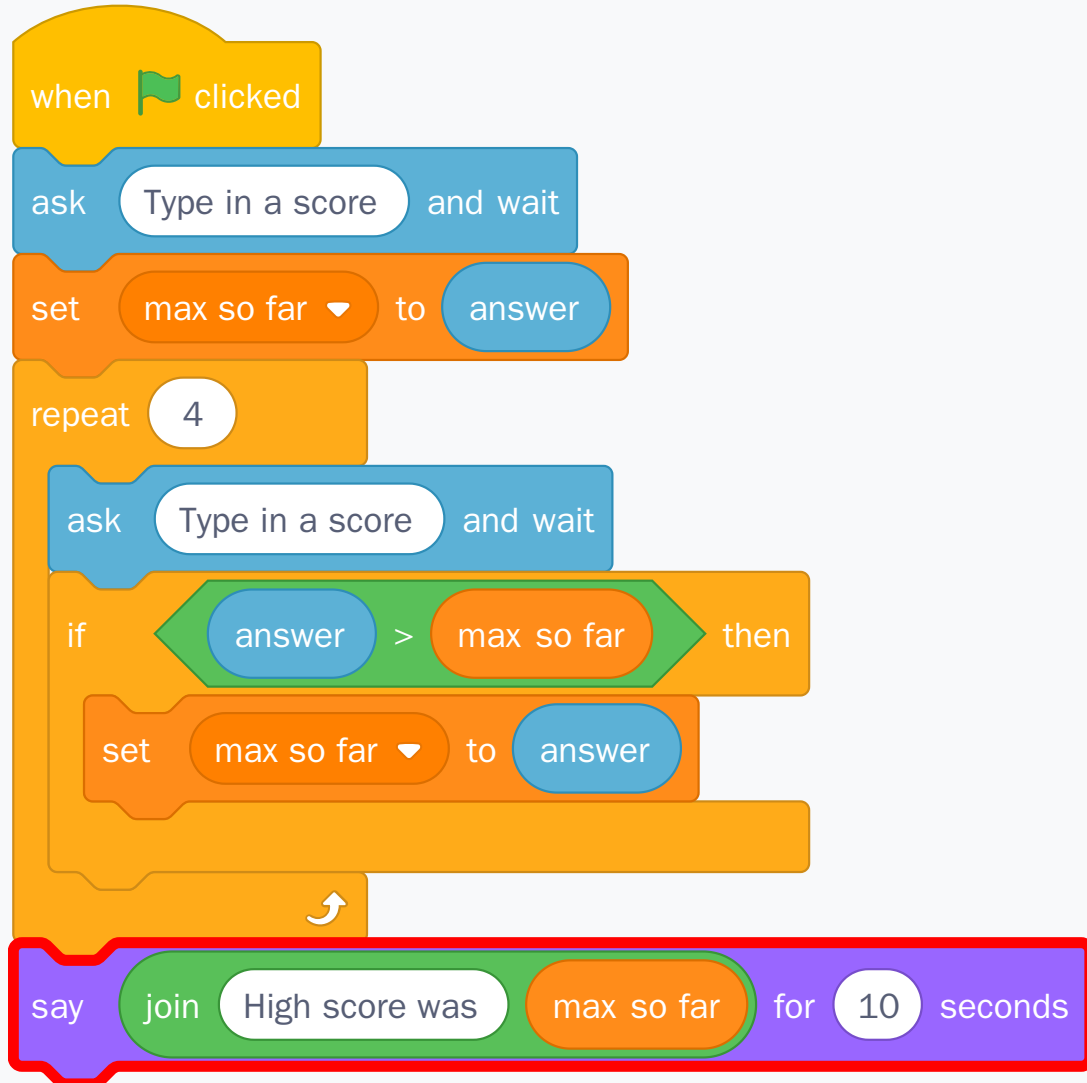 when clicked
ask Type in a score and wait
set max so far to answer
repeat 4
ask Type in a score and wait
if answer > max so far then
set max so far to answer
say join High score was max so far for 10 seconds